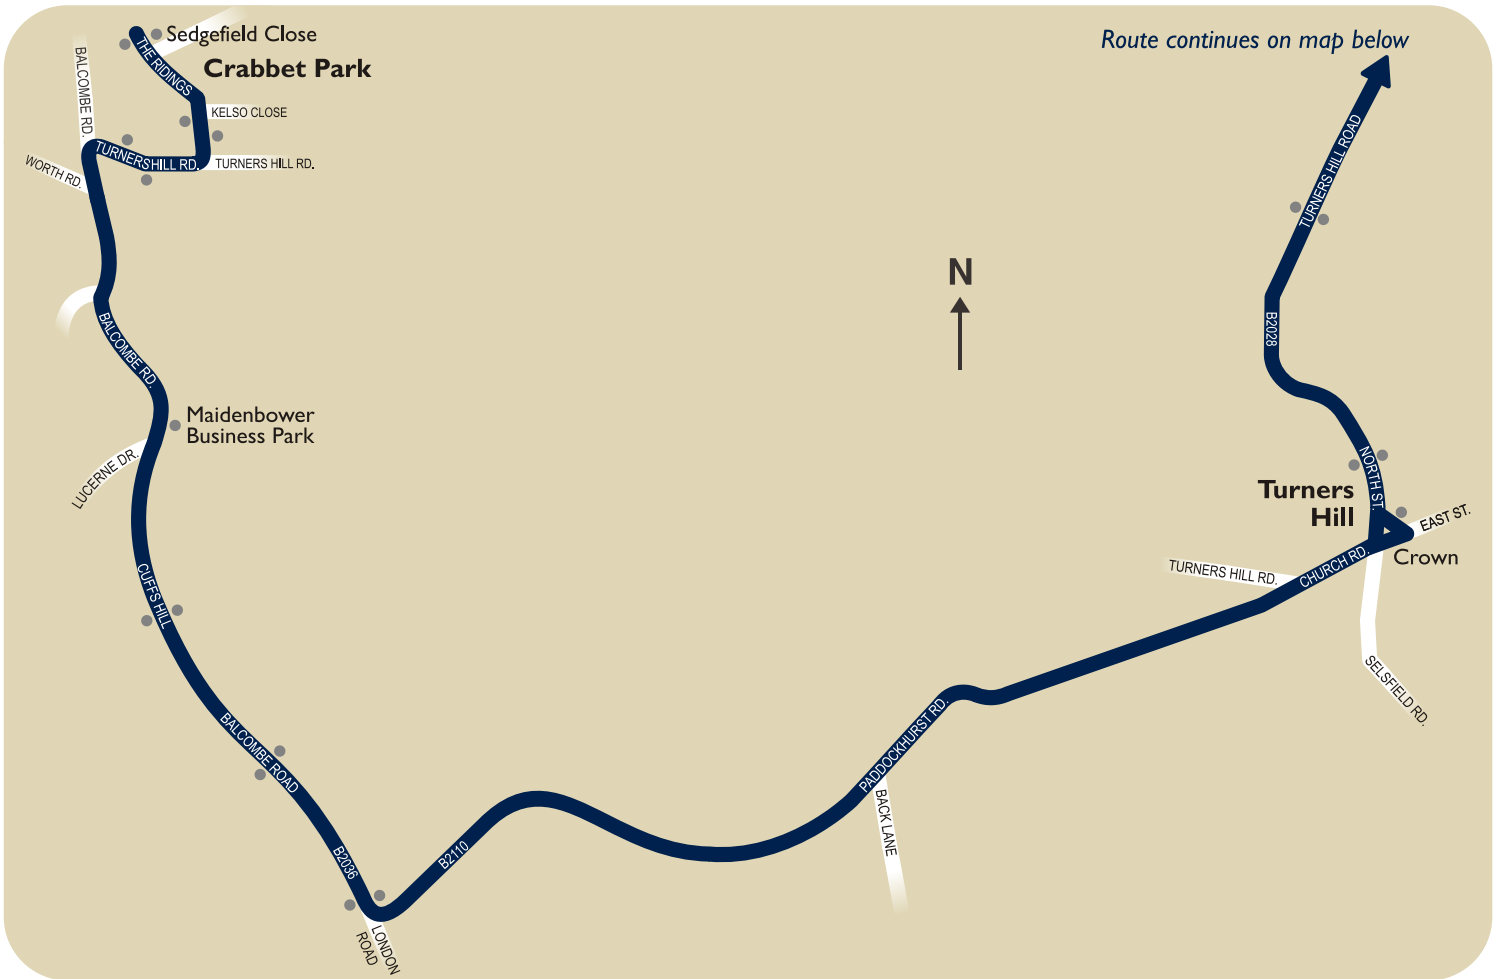 Sedgefield Close
Route continues on map below
THE RIDINGS
Crabbet Park
BALCOMBE RD.
KELSO CLOSE
TURNERS HILL RD.
TURNERS HILL RD.
WORTH RD.
TURNERS HILL ROAD
N
B2028
BALCOMBE RD.
Maidenbower
Business Park
LUCERNE DR.
NORTH ST.
Turners
Hill
EAST ST.
Crown
CHURCH RD.
TURNERS HILL RD.
CUFFS HILL
SELSFIELD RD.
PADDOCKHURST RD.
BALCOMBE ROAD
BACK LANE
B2036
B2110
LONDON
ROAD